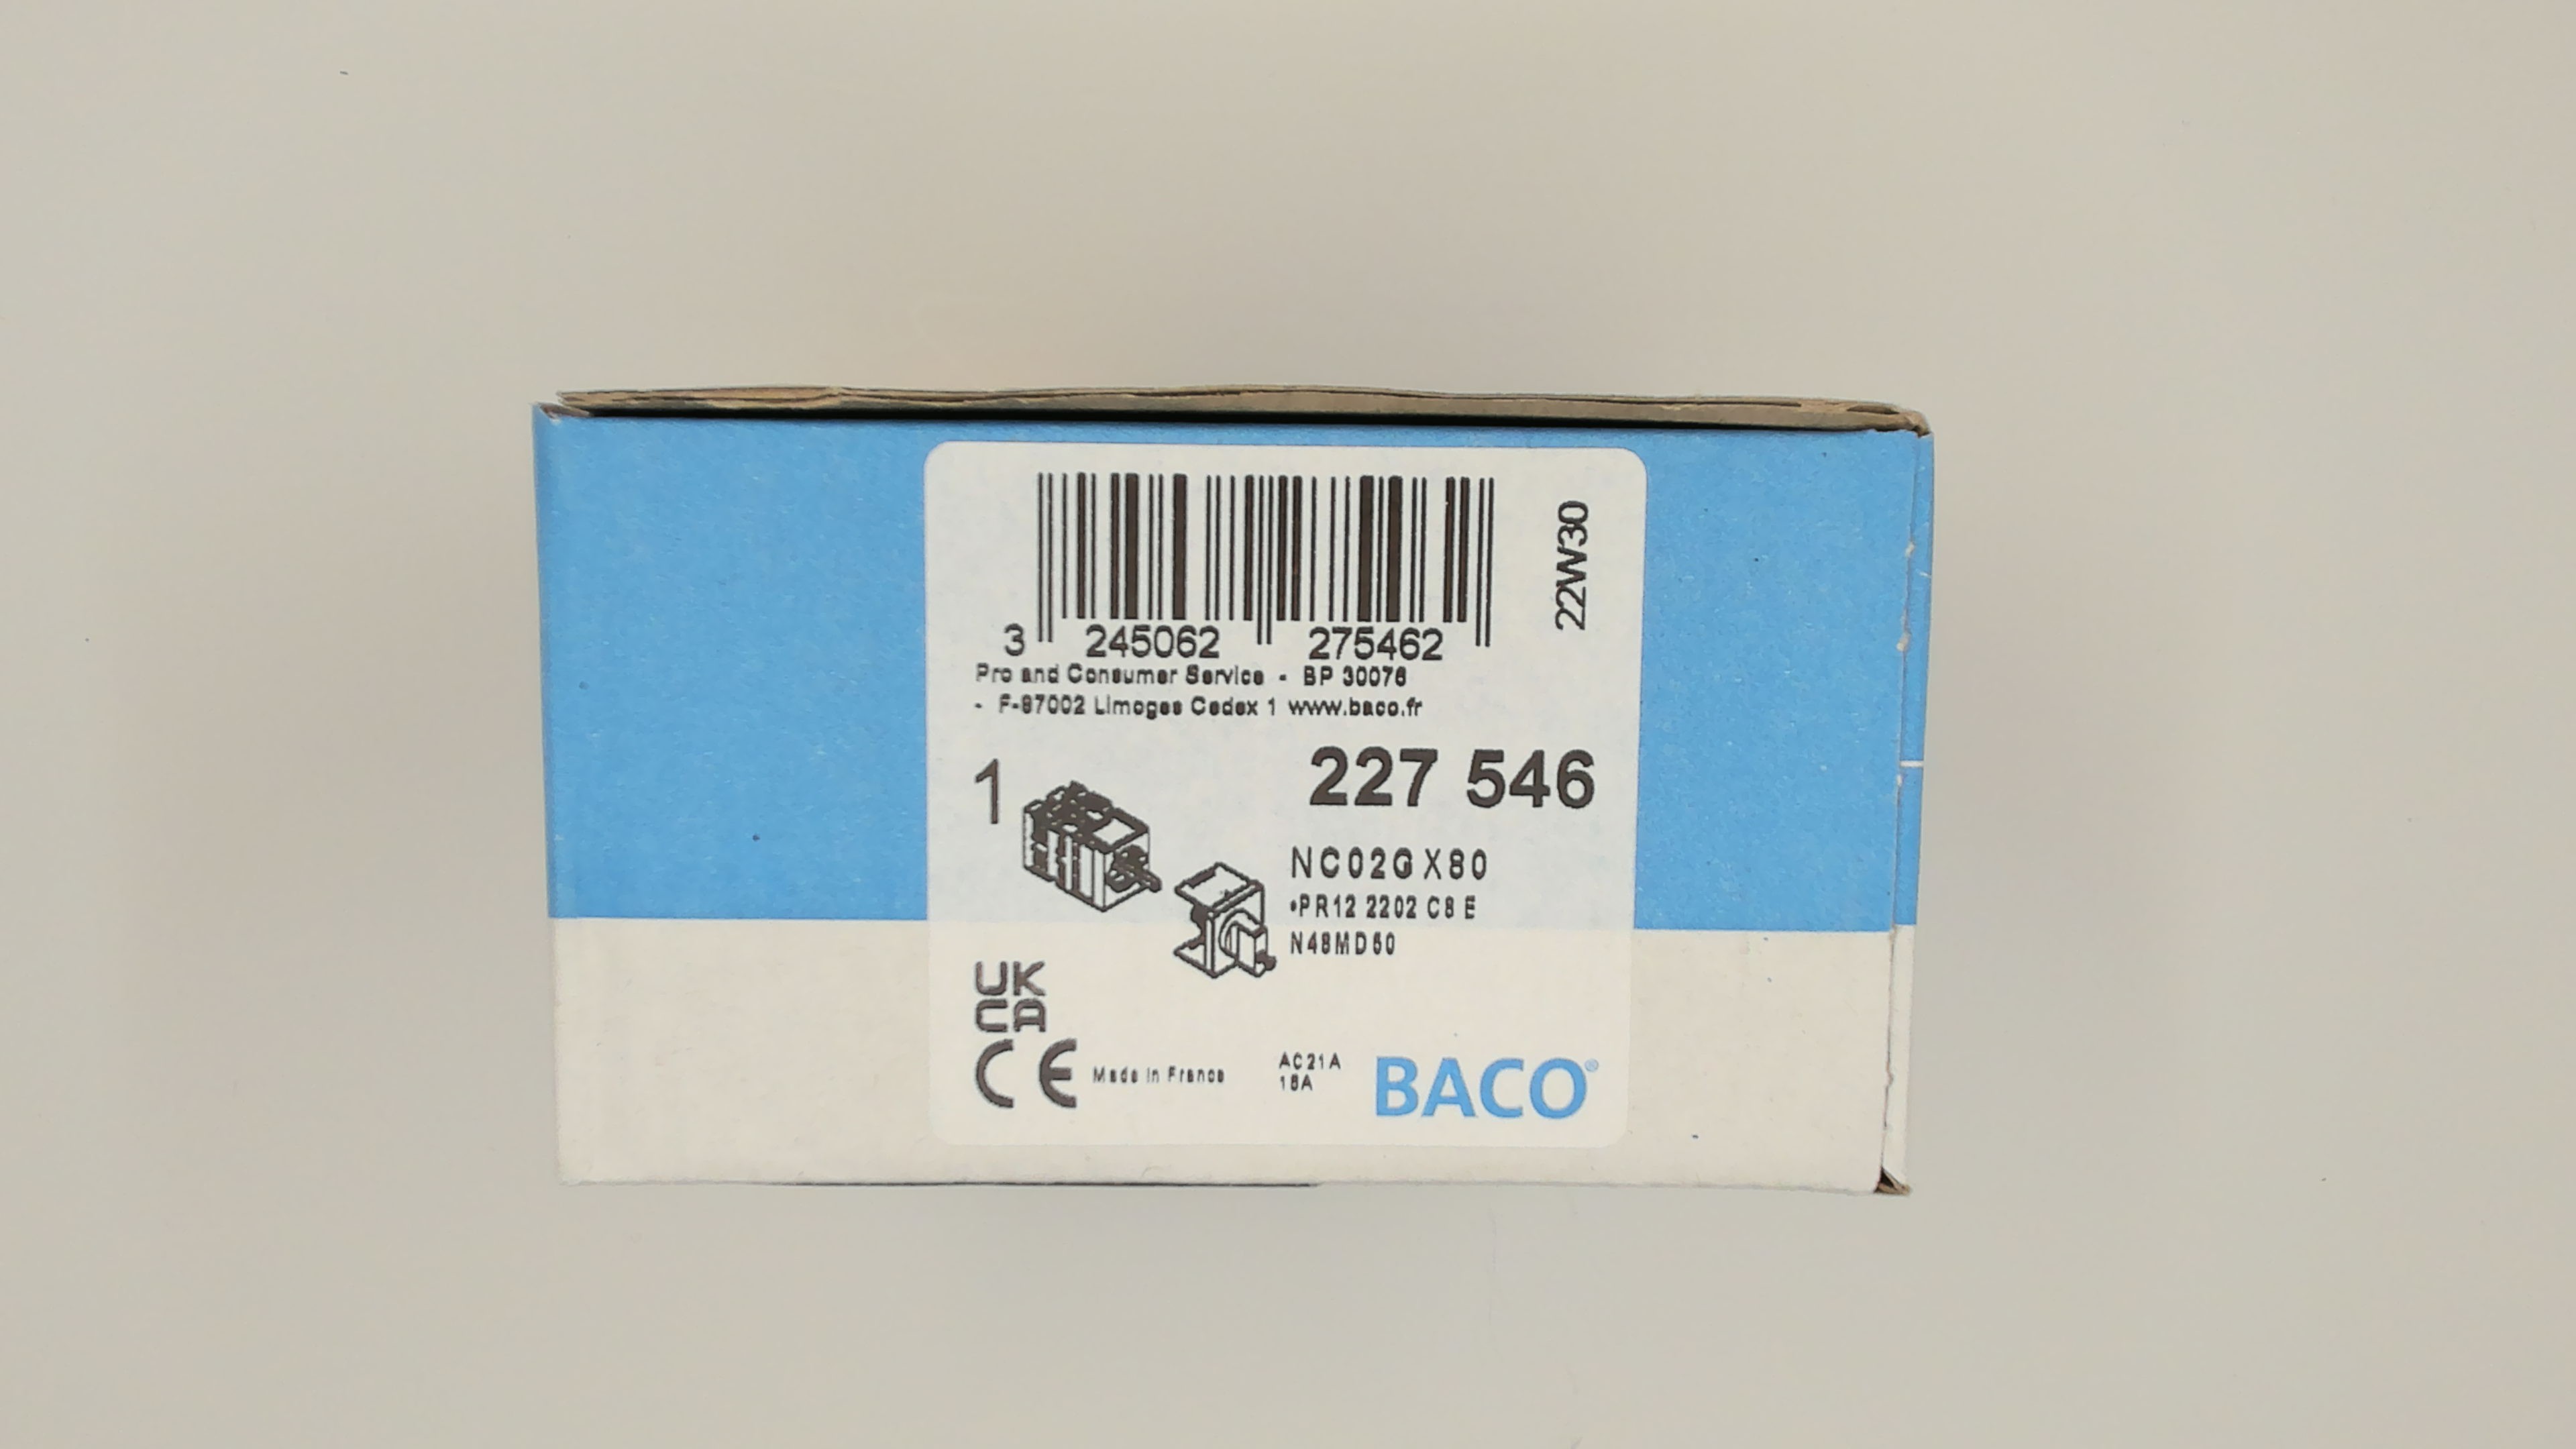 22W30
3 245062 275462
Pro and Consumer Service - BP 30076
- F-87002 Limoges Cedex 1 www.baco.fr
1
227 546
NC02GX80
•PR12 2202 C8 E
N48MD60
UK
CA
CE Made in France
AC21A
16A
BACO®